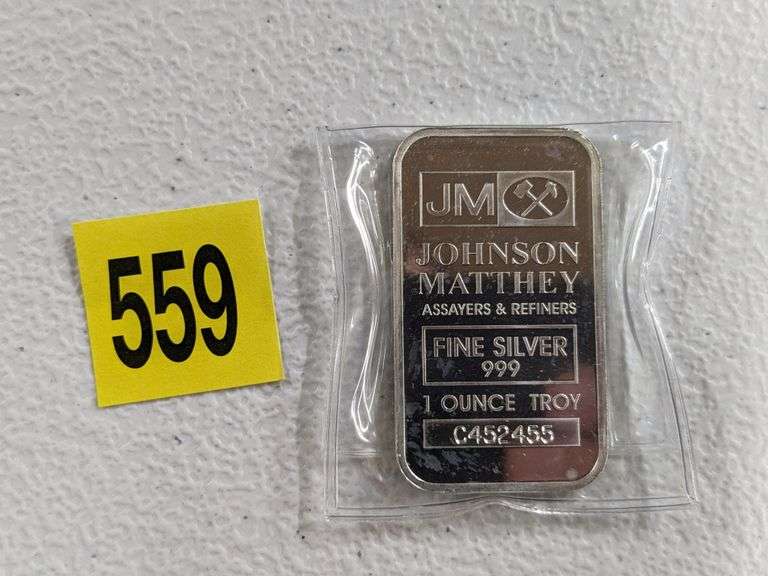 559
JM
JOHNSON
MATTHEY
ASSAYERS & REFINERS
FINE SILVER
999
1 OUNCE TROY
C452455